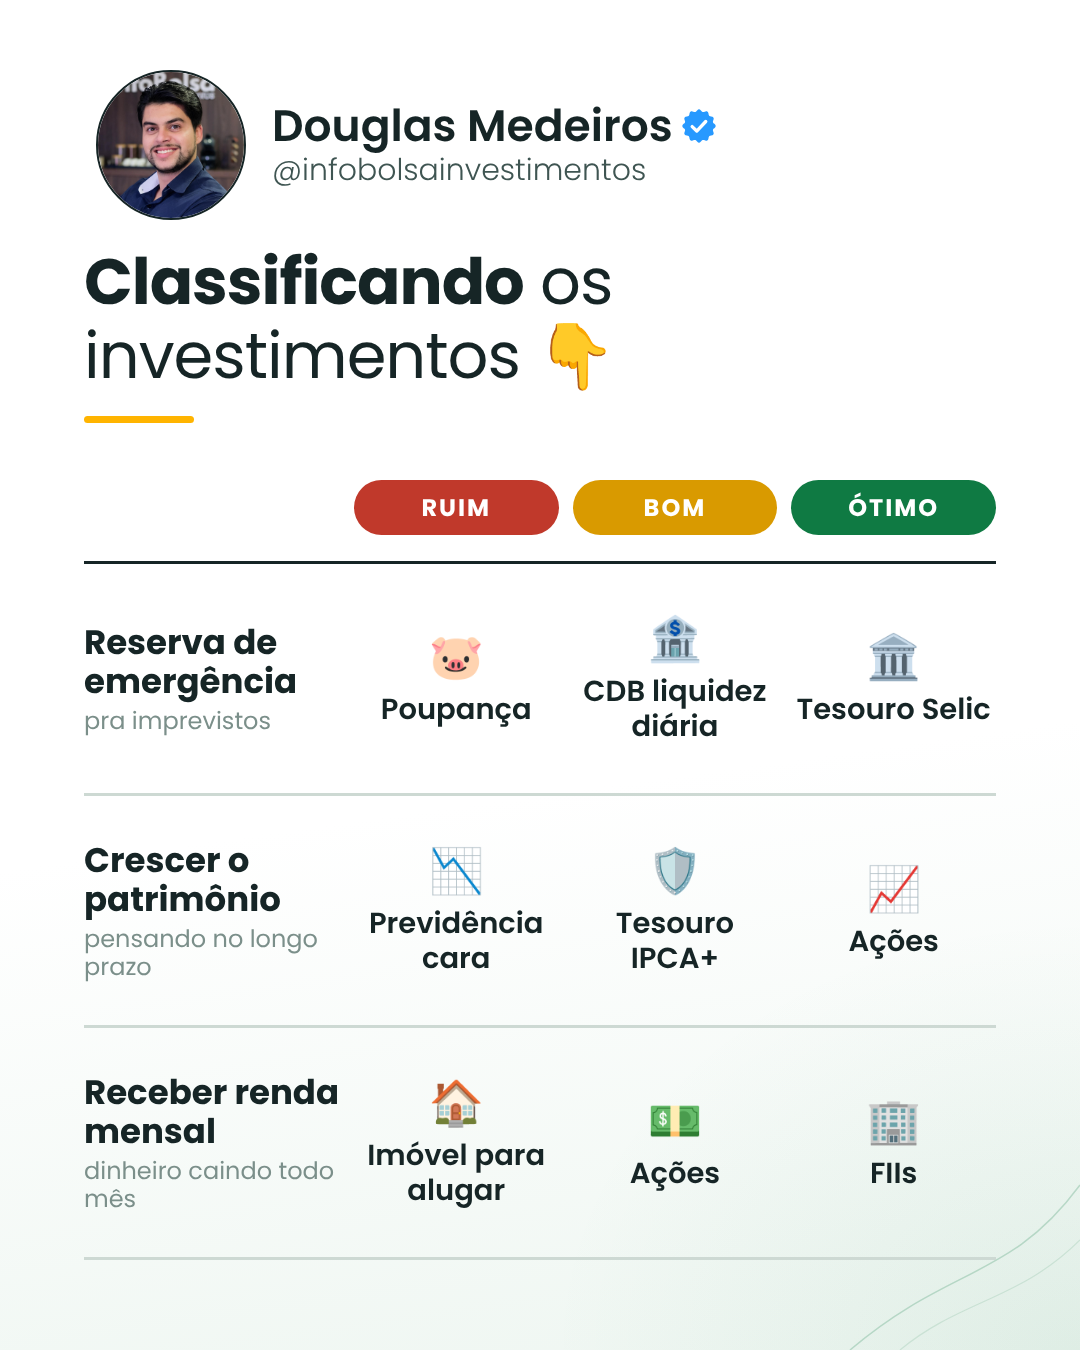 Douglas Medeiros
@infobolsainvestimentos
Classificando os
investimentos 👇
RUIM BOM ÓTIMO
Reserva de
emergência
pra imprevistos
Poupança
CDB liquidez
diária
Tesouro Selic
Crescer o
patrimônio
pensando no longo
prazo
Previdência
cara
Tesouro
IPCA+
Ações
Receber renda
mensal
dinheiro caindo todo
mês
Imóvel para
alugar
Ações
FIIs